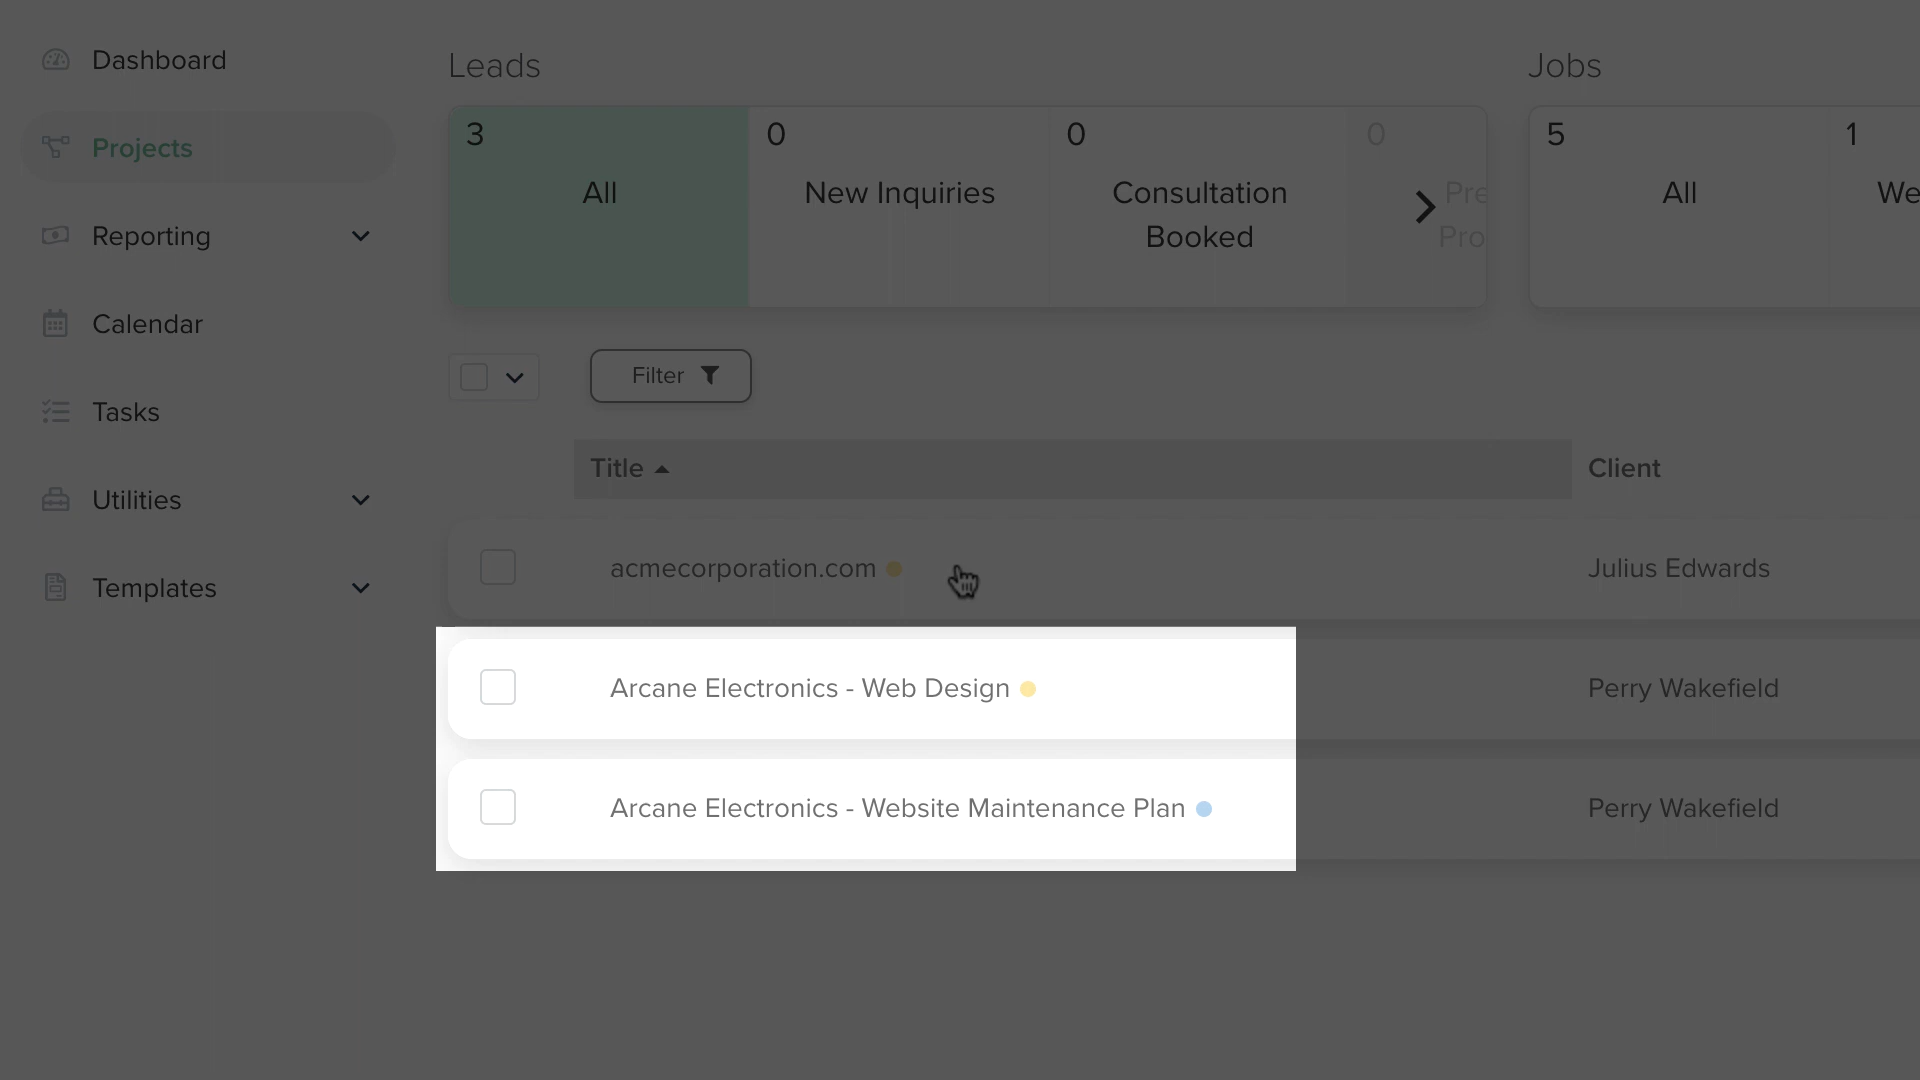 Dashboard
Projects
Reporting
Calendar
Tasks
Utilities
Templates
Leads
3
All
0
New Inquiries
0
Consultation
Booked
0
Pre
Pro
Jobs
5
All
1
We
Filter
Title
Client
acmecorporation.com
Julius Edwards
Arcane Electronics - Web Design
Perry Wakefield
Arcane Electronics - Website Maintenance Plan
Perry Wakefield